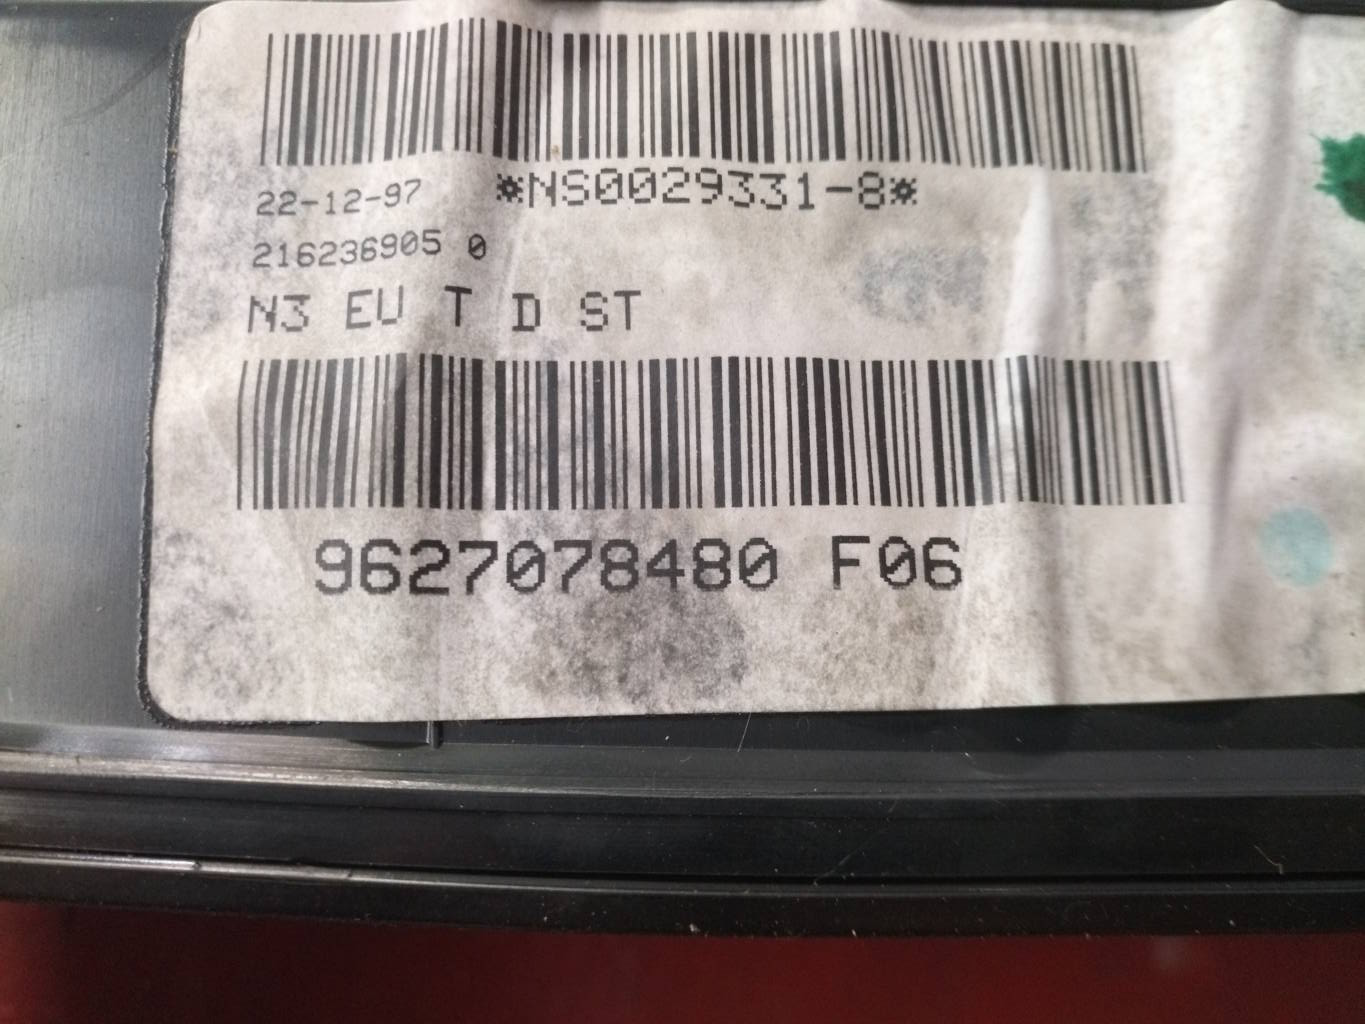 22-12-97 *NS0029331-8*
216236905 0
N3 EU T D ST
9627078480 F06